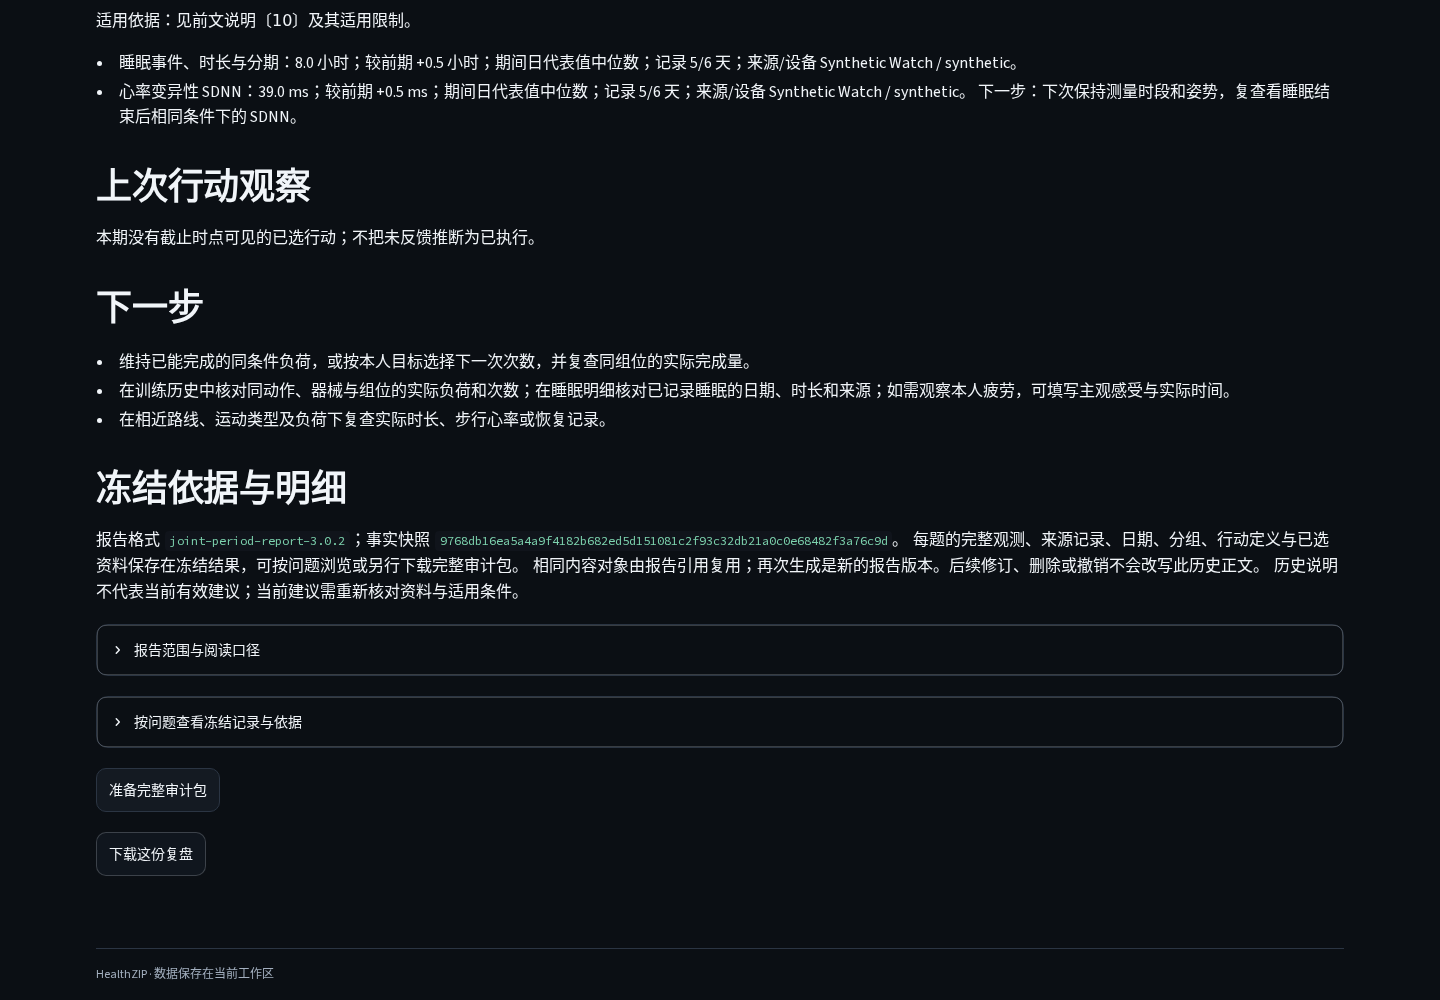 适用依据：见前文说明〔10〕及其适用限制。
• 睡眠事件、时长与分期：8.0 小时；较前期 +0.5 小时；期间日代表值中位数；记录 5/6 天；来源/设备 Synthetic Watch / synthetic。
• 心率变异性 SDNN：39.0 ms；较前期 +0.5 ms；期间日代表值中位数；记录 5/6 天；来源/设备 Synthetic Watch / synthetic。 下一步：下次保持测量时段和姿势，复查看睡眠结
束后相同条件下的 SDNN。
上次行动观察
本期没有截止时点可见的已选行动；不把未反馈推断为已执行。
下一步
• 维持已能完成的同条件负荷，或按本人目标选择下一次次数，并复查同组位的实际完成量。
• 在训练历史中核对同动作、器械与组位的实际负荷和次数；在睡眠明细核对已记录睡眠的日期、时长和来源；如需观察本人疲劳，可填写主观感受与实际时间。
• 在相近路线、运动类型及负荷下复查实际时长、步行心率或恢复记录。
冻结依据与明细
报告格式 joint-period-report-3.0.2；事实快照 9768db16ea5a4a9f4182b682ed5d151081c2f93c32db21a0c0e68482f3a76c9d。 每题的完整观测、来源记录、日期、分组、行动定义与已选
资料保存在冻结结果，可按问题浏览或另行下载完整审计包。 相同内容对象由报告引用复用；再次生成是新的报告版本。后续修订、删除或撤销不会改写此历史正文。 历史说明
不代表当前有效建议；当前建议需重新核对资料与适用条件。
报告范围与阅读口径
按问题查看冻结记录与依据
准备完整审计包
下载这份复盘
HealthZIP · 数据保存在当前工作区